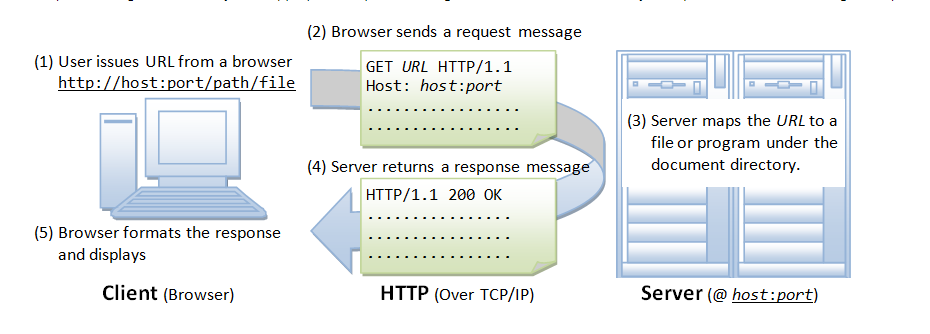 (2) Browser sends a request message
(1) User issues URL from a browser
http://host:port/path/file
GET URL HTTP/1.1
Host: host:port
.................
.................
(3) Server maps the URL to a
file or program under the
document directory.
(4) Server returns a response message
HTTP/1.1 200 OK
................
................
................
(5) Browser formats the response
and displays
Client (Browser)
HTTP (Over TCP/IP)
Server (@ host:port)